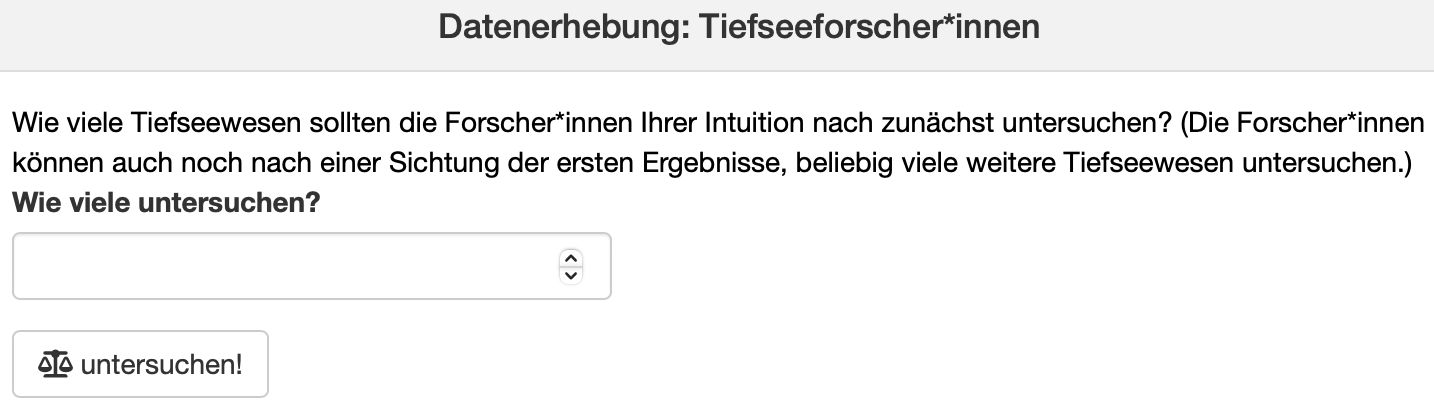 Datenerhebung: Tiefseeforscher*innen
Wie viele Tiefseewesen sollten die Forscher*innen Ihrer Intuition nach zunächst untersuchen? (Die Forscher*innen
können auch noch nach einer Sichtung der ersten Ergebnisse, beliebig viele weitere Tiefseewesen untersuchen.)
Wie viele untersuchen?
untersuchen!